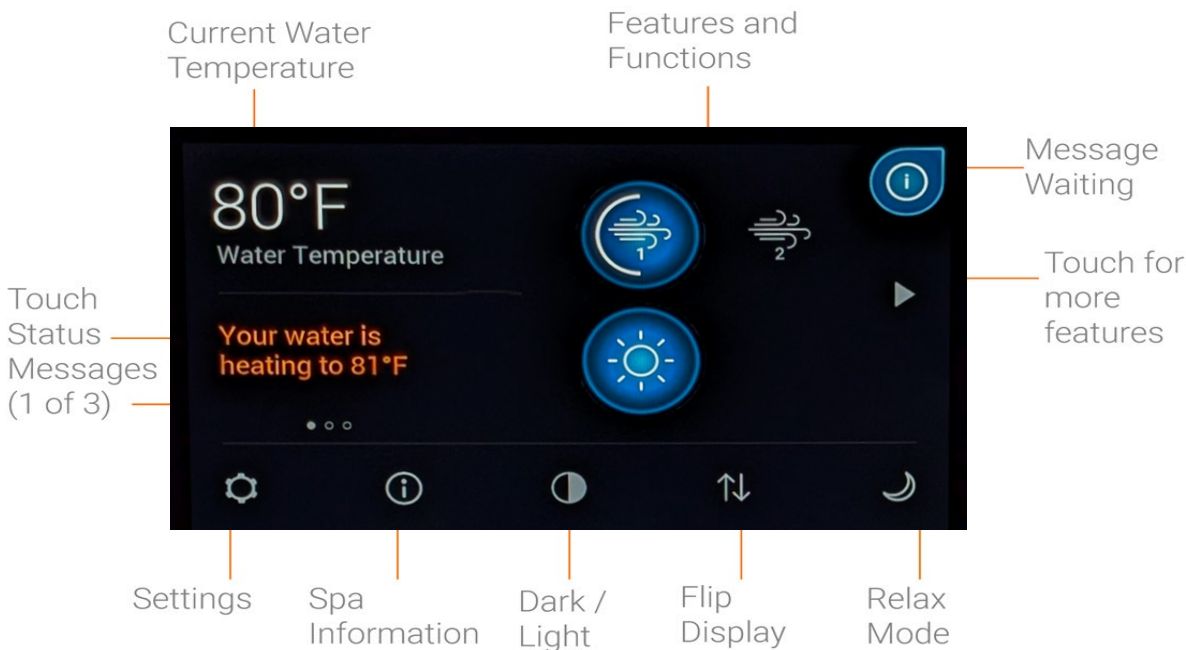 Current Water
Temperature
Features and
Functions
Message
Waiting
Touch for
more
features
Touch
Status
Messages
(1 of 3)
80°F
Water Temperature
Your water is
heating to 81°F
1
2
Settings
Spa
Information
Dark /
Light
Flip
Display
Relax
Mode